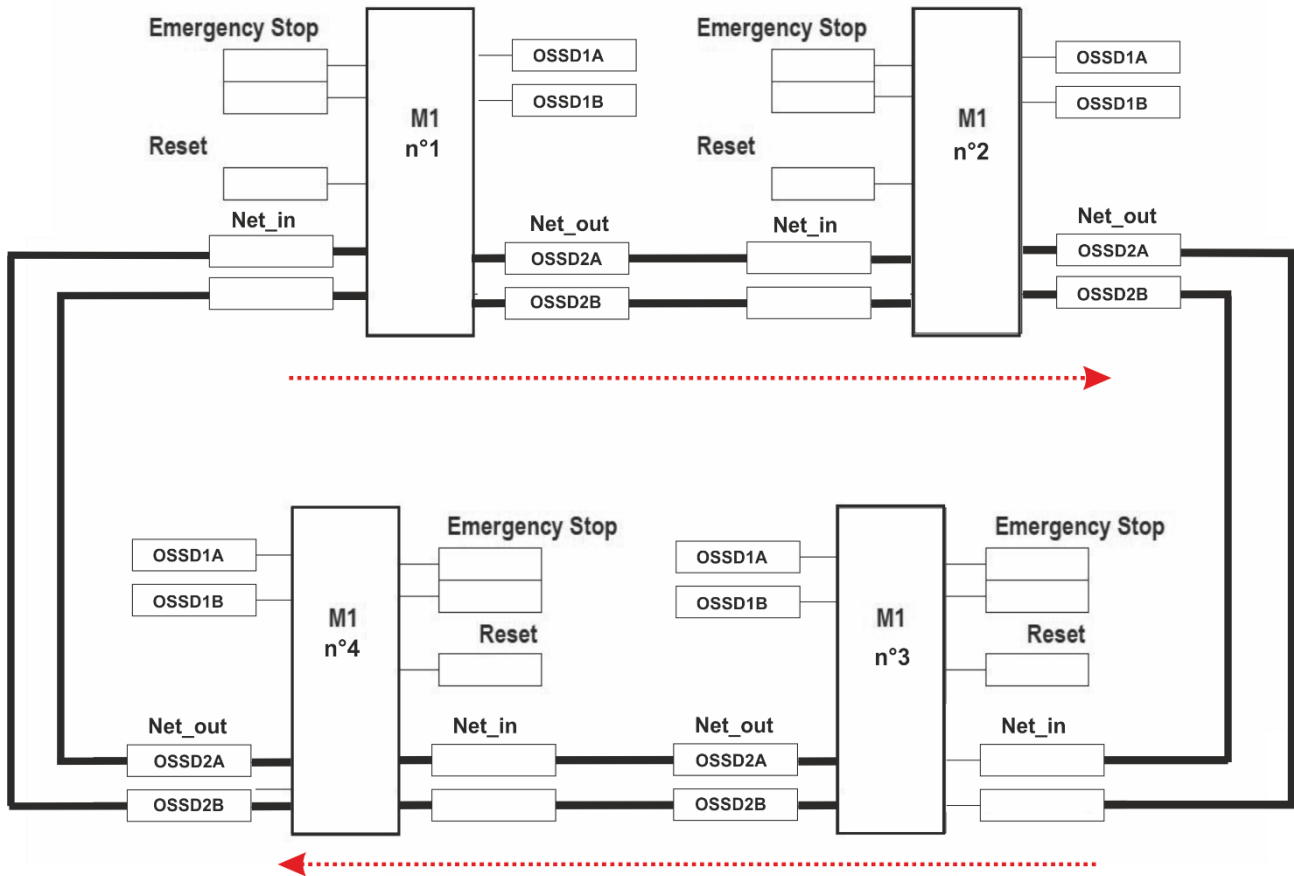 Emergency Stop
OSSD1A
OSSD1B
M1
n°1
Reset
Net_in
Net_out
OSSD2A
OSSD2B
Emergency Stop
OSSD1A
OSSD1B
M1
n°2
Reset
Net_in
Net_out
OSSD2A
OSSD2B
OSSD1A
OSSD1B
Emergency Stop
M1
n°4
Reset
Net_out
OSSD2A
OSSD2B
Net_in
OSSD1A
OSSD1B
Emergency Stop
M1
n°3
Reset
Net_out
OSSD2A
OSSD2B
Net_in